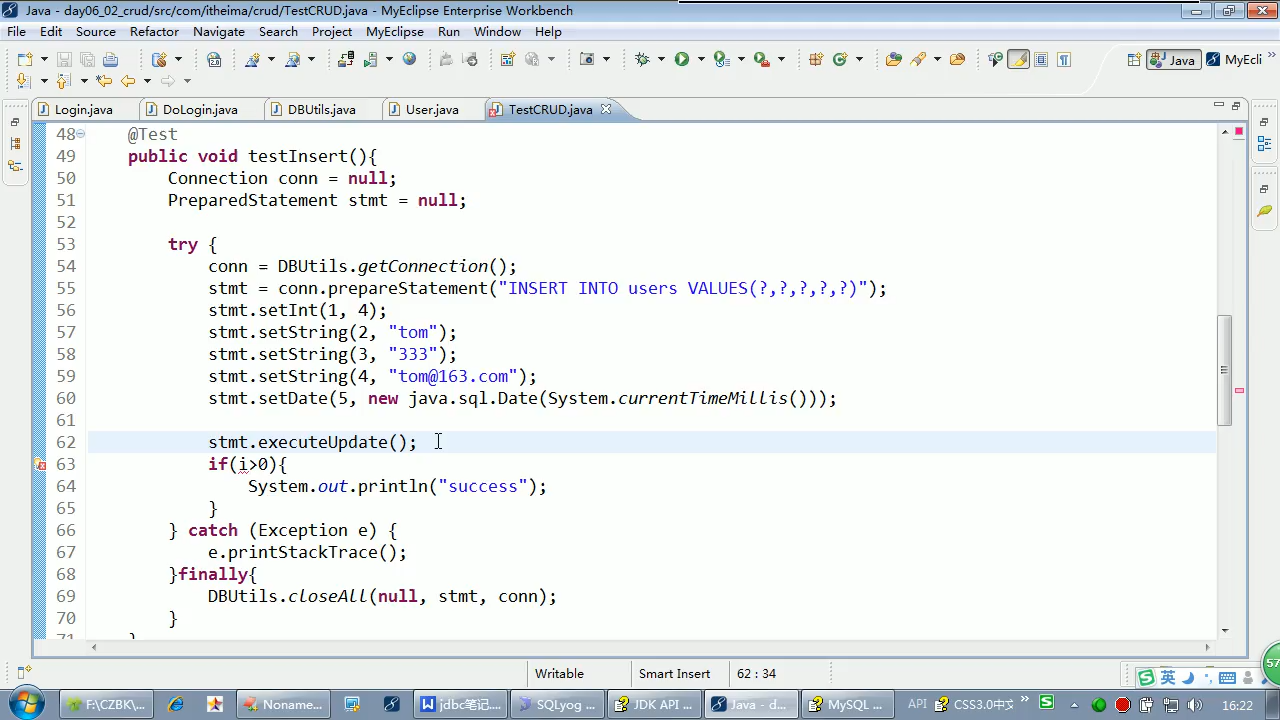 Java - day06_02_crud/src/com/itheima/crud/TestCRUD.java - MyEclipse Enterprise Workbench
File Edit Source Refactor Navigate Search Project MyEclipse Run Window Help
Java MyEcli »
Login.java DoLogin.java DBUtils.java User.java TestCRUD.java
48 @Test
49 public void testInsert(){
50 Connection conn = null;
51 PreparedStatement stmt = null;
52
53 try {
54 conn = DBUtils.getConnection();
55 stmt = conn.prepareStatement("INSERT INTO users VALUES(?,?,?,?,?)");
56 stmt.setInt(1, 4);
57 stmt.setString(2, "tom");
58 stmt.setString(3, "333");
59 stmt.setString(4, "tom@163.com");
60 stmt.setDate(5, new java.sql.Date(System.currentTimeMillis()));
61
62 stmt.executeUpdate();
63 if(i>0){
64 System.out.println("success");
65 }
66 } catch (Exception e) {
67 e.printStackTrace();
68 }finally{
69 DBUtils.closeAll(null, stmt, conn);
70 }
71 }
Writable Smart Insert 62 : 34
57
英
F:\CZBK\... Noname... jdbc笔记... SQLyog ... JDK API ... Java - d... MySQL ... API CSS3.0中文 » 16:22